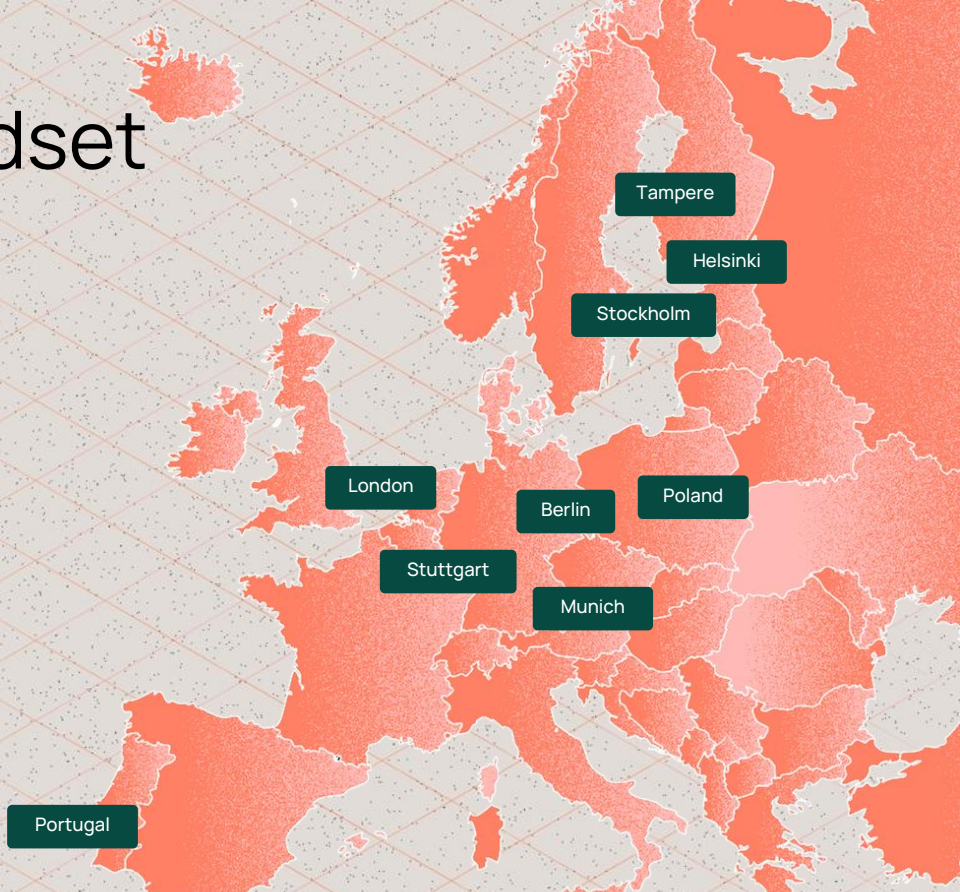 dset
Tampere
Helsinki
Stockholm
London
Poland
Berlin
Stuttgart
Munich
Portugal